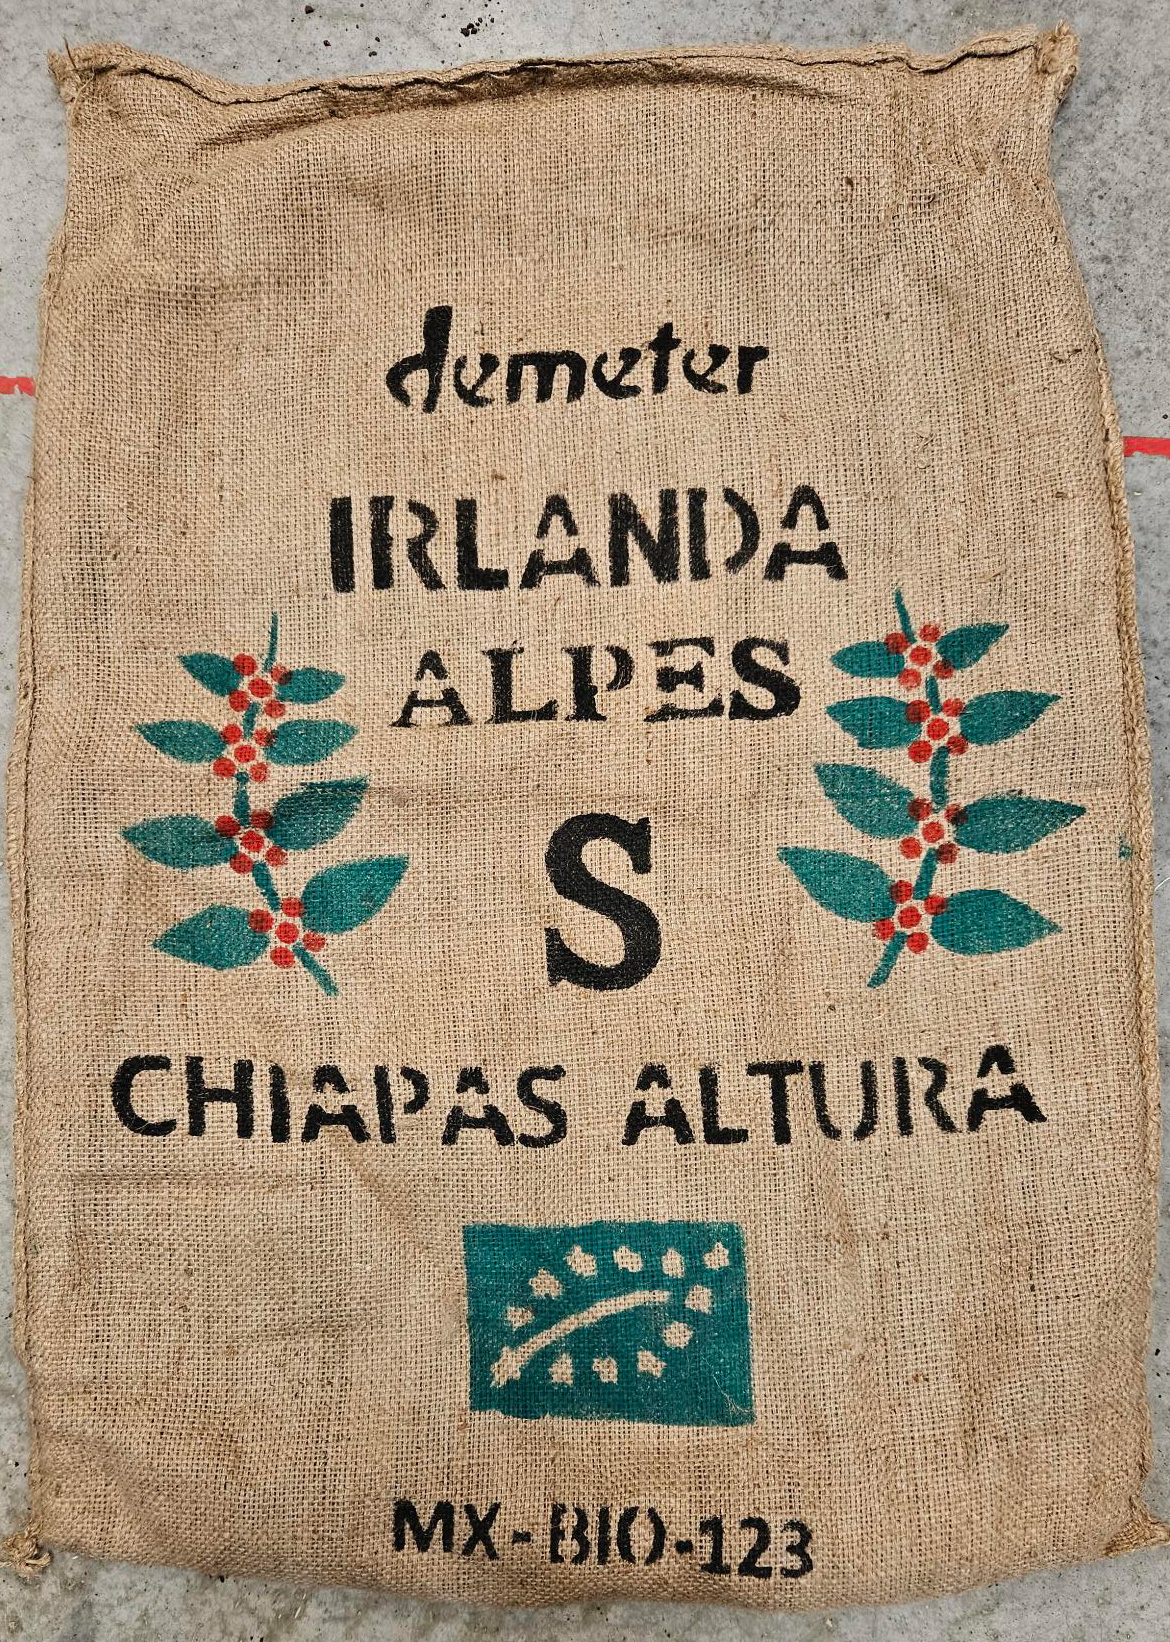 demeter
IRLANDA
ALPES
S
CHIAPAS ALTURA
MX-BIO-123